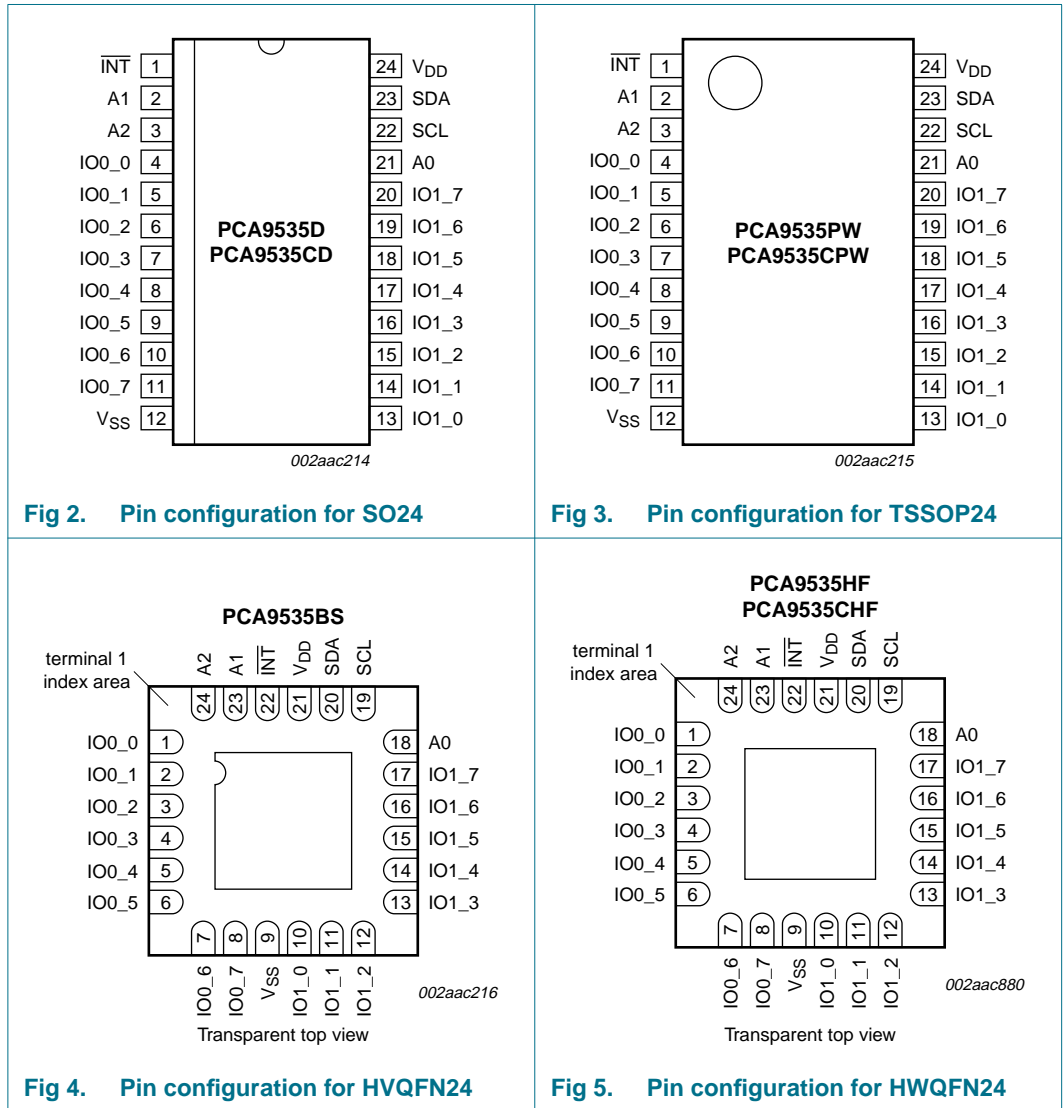 INT 1
A1 2
A2 3
IO0_0 4
IO0_1 5
IO0_2 6
IO0_3 7
IO0_4 8
IO0_5 9
IO0_6 10
IO0_7 11
VSS 12
PCA9535D
PCA9535CD
24 VDD
23 SDA
22 SCL
21 A0
20 IO1_7
19 IO1_6
18 IO1_5
17 IO1_4
16 IO1_3
15 IO1_2
14 IO1_1
13 IO1_0
002aac214
Fig 2. Pin configuration for SO24
INT 1
A1 2
A2 3
IO0_0 4
IO0_1 5
IO0_2 6
IO0_3 7
IO0_4 8
IO0_5 9
IO0_6 10
IO0_7 11
VSS 12
PCA9535PW
PCA9535CPW
24 VDD
23 SDA
22 SCL
21 A0
20 IO1_7
19 IO1_6
18 IO1_5
17 IO1_4
16 IO1_3
15 IO1_2
14 IO1_1
13 IO1_0
002aac215
Fig 3. Pin configuration for TSSOP24
PCA9535BS
terminal 1
index area
A2 A1 INT VDD SDA SCL
24 23 22 21 20 19
IO0_0 1 18 A0
IO0_1 2 17 IO1_7
IO0_2 3 16 IO1_6
IO0_3 4 15 IO1_5
IO0_4 5 14 IO1_4
IO0_5 6 13 IO1_3
7 8 9 10 11 12
IO0_6 IO0_7 VSS IO1_0 IO1_1 IO1_2
002aac216
Transparent top view
Fig 4. Pin configuration for HVQFN24
PCA9535HF
PCA9535CHF
terminal 1
index area
A2 A1 INT VDD SDA SCL
24 23 22 21 20 19
IO0_0 1 18 A0
IO0_1 2 17 IO1_7
IO0_2 3 16 IO1_6
IO0_3 4 15 IO1_5
IO0_4 5 14 IO1_4
IO0_5 6 13 IO1_3
7 8 9 10 11 12
IO0_6 IO0_7 VSS IO1_0 IO1_1 IO1_2
002aac880
Transparent top view
Fig 5. Pin configuration for HWQFN24